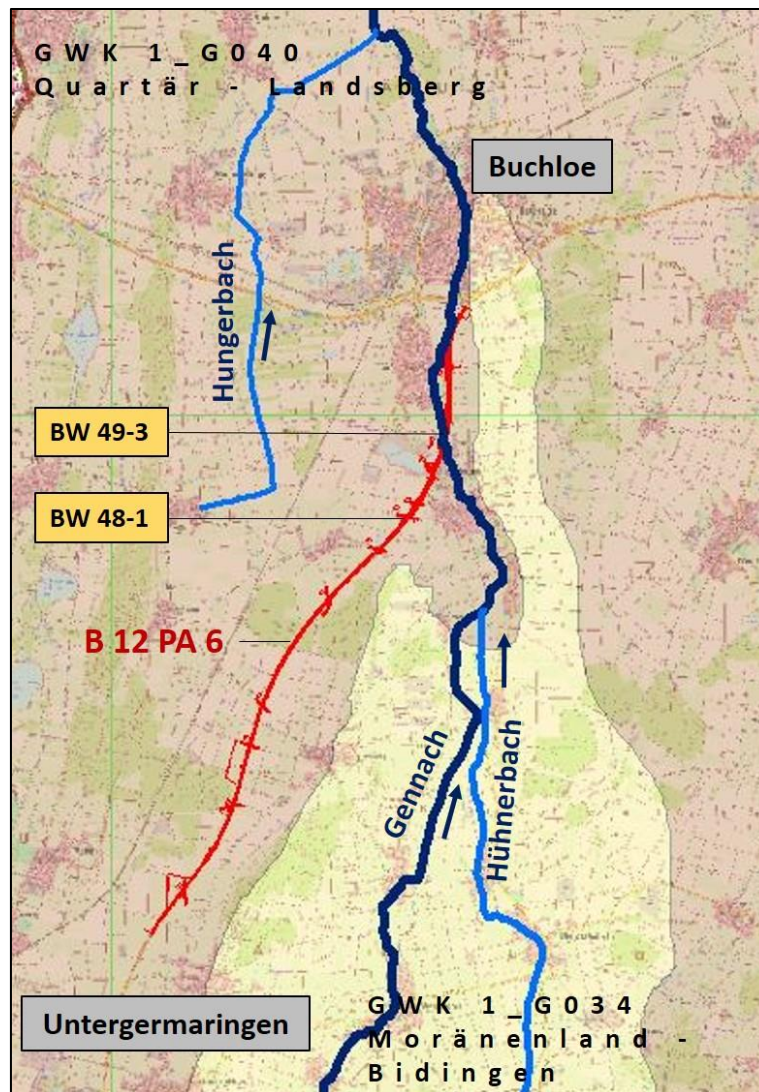 GWK 1_G040
Quartär - Landsberg
Buchloe
Hungerbach
BW 49-3
BW 48-1
B 12 PA 6
Gennach
Hühnerbach
GWK 1_G034
Moränenland -
Bidingen
Untergermaringen